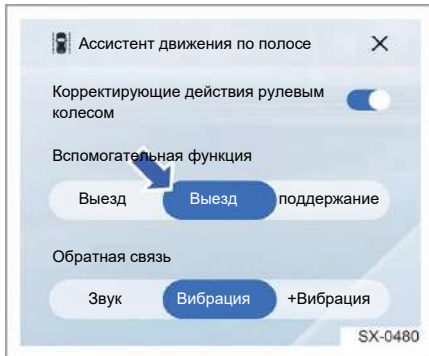 Ассистент движения по полосе
Корректирующие действия рулевым
колесом
Вспомогательная функция
Выезд Выезд поддержание
Обратная связь
Звук Вибрация +Вибрация
SX-0480